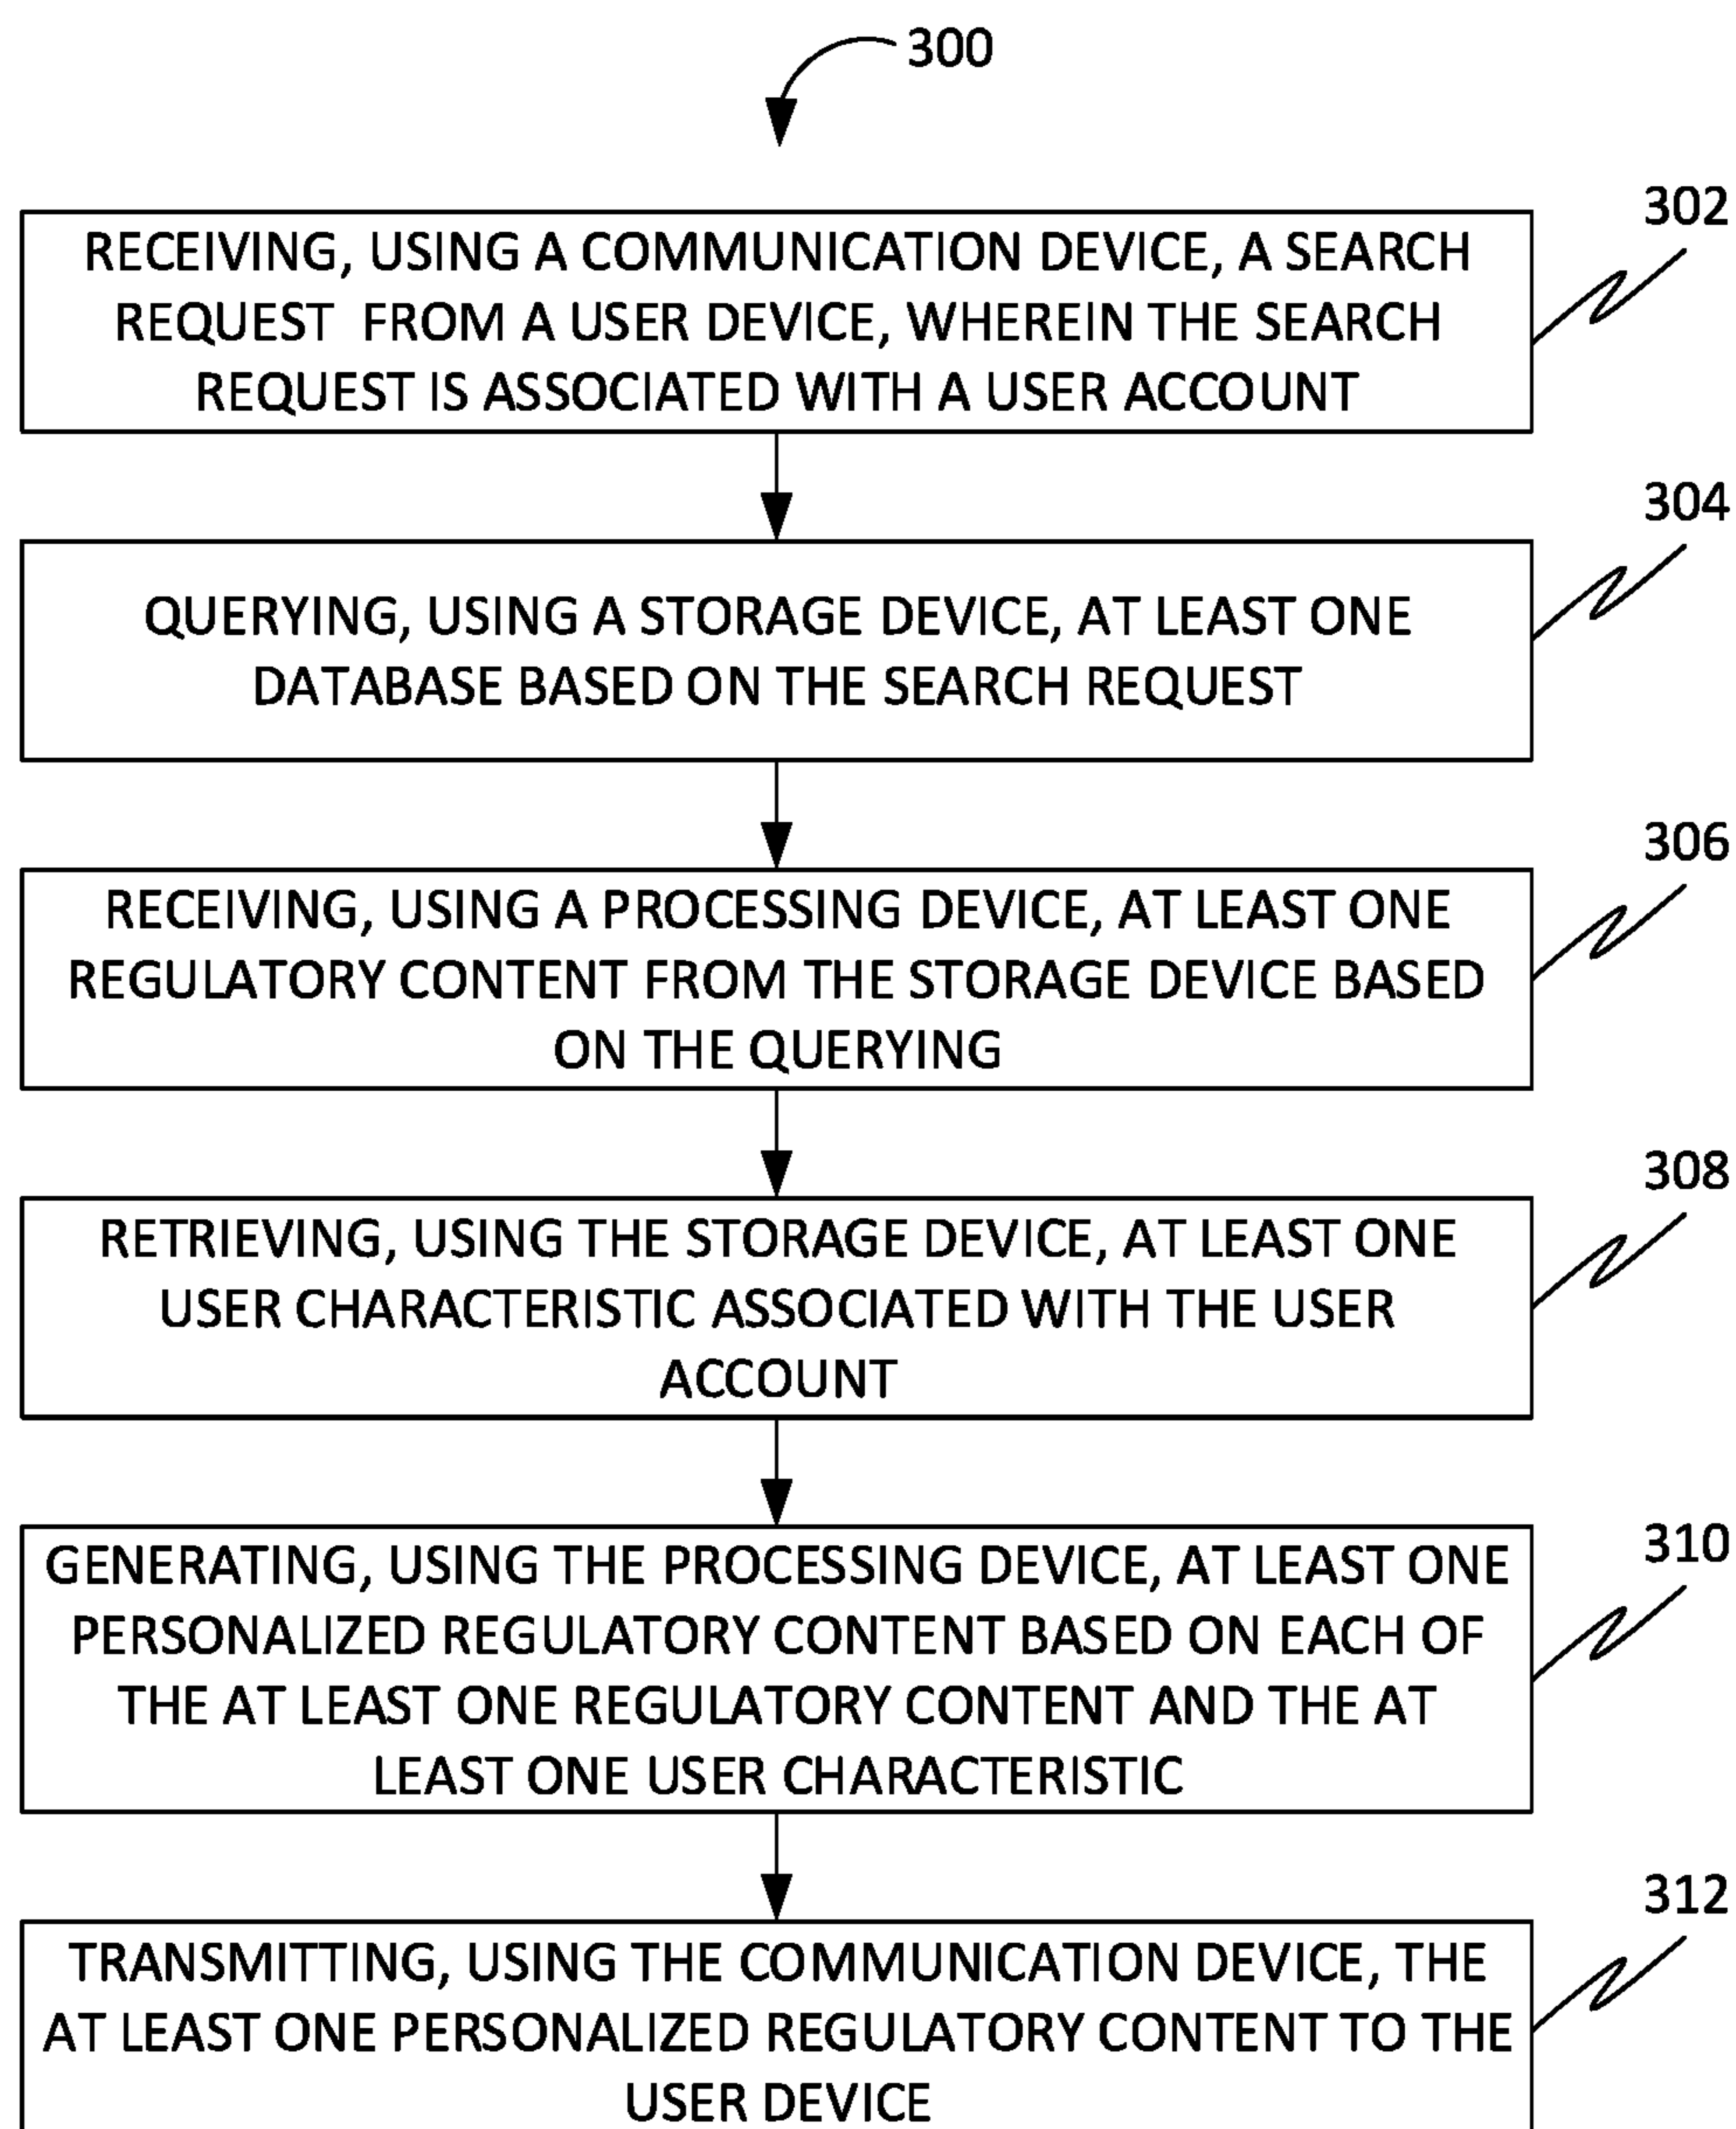 300
302
RECEIVING, USING A COMMUNICATION DEVICE, A SEARCH
REQUEST FROM A USER DEVICE, WHEREIN THE SEARCH
REQUEST IS ASSOCIATED WITH A USER ACCOUNT
304
QUERYING, USING A STORAGE DEVICE, AT LEAST ONE
DATABASE BASED ON THE SEARCH REQUEST
306
RECEIVING, USING A PROCESSING DEVICE, AT LEAST ONE
REGULATORY CONTENT FROM THE STORAGE DEVICE BASED
ON THE QUERYING
308
RETRIEVING, USING THE STORAGE DEVICE, AT LEAST ONE
USER CHARACTERISTIC ASSOCIATED WITH THE USER
ACCOUNT
310
GENERATING, USING THE PROCESSING DEVICE, AT LEAST ONE
PERSONALIZED REGULATORY CONTENT BASED ON EACH OF
THE AT LEAST ONE REGULATORY CONTENT AND THE AT
LEAST ONE USER CHARACTERISTIC
312
TRANSMITTING, USING THE COMMUNICATION DEVICE, THE
AT LEAST ONE PERSONALIZED REGULATORY CONTENT TO THE
USER DEVICE